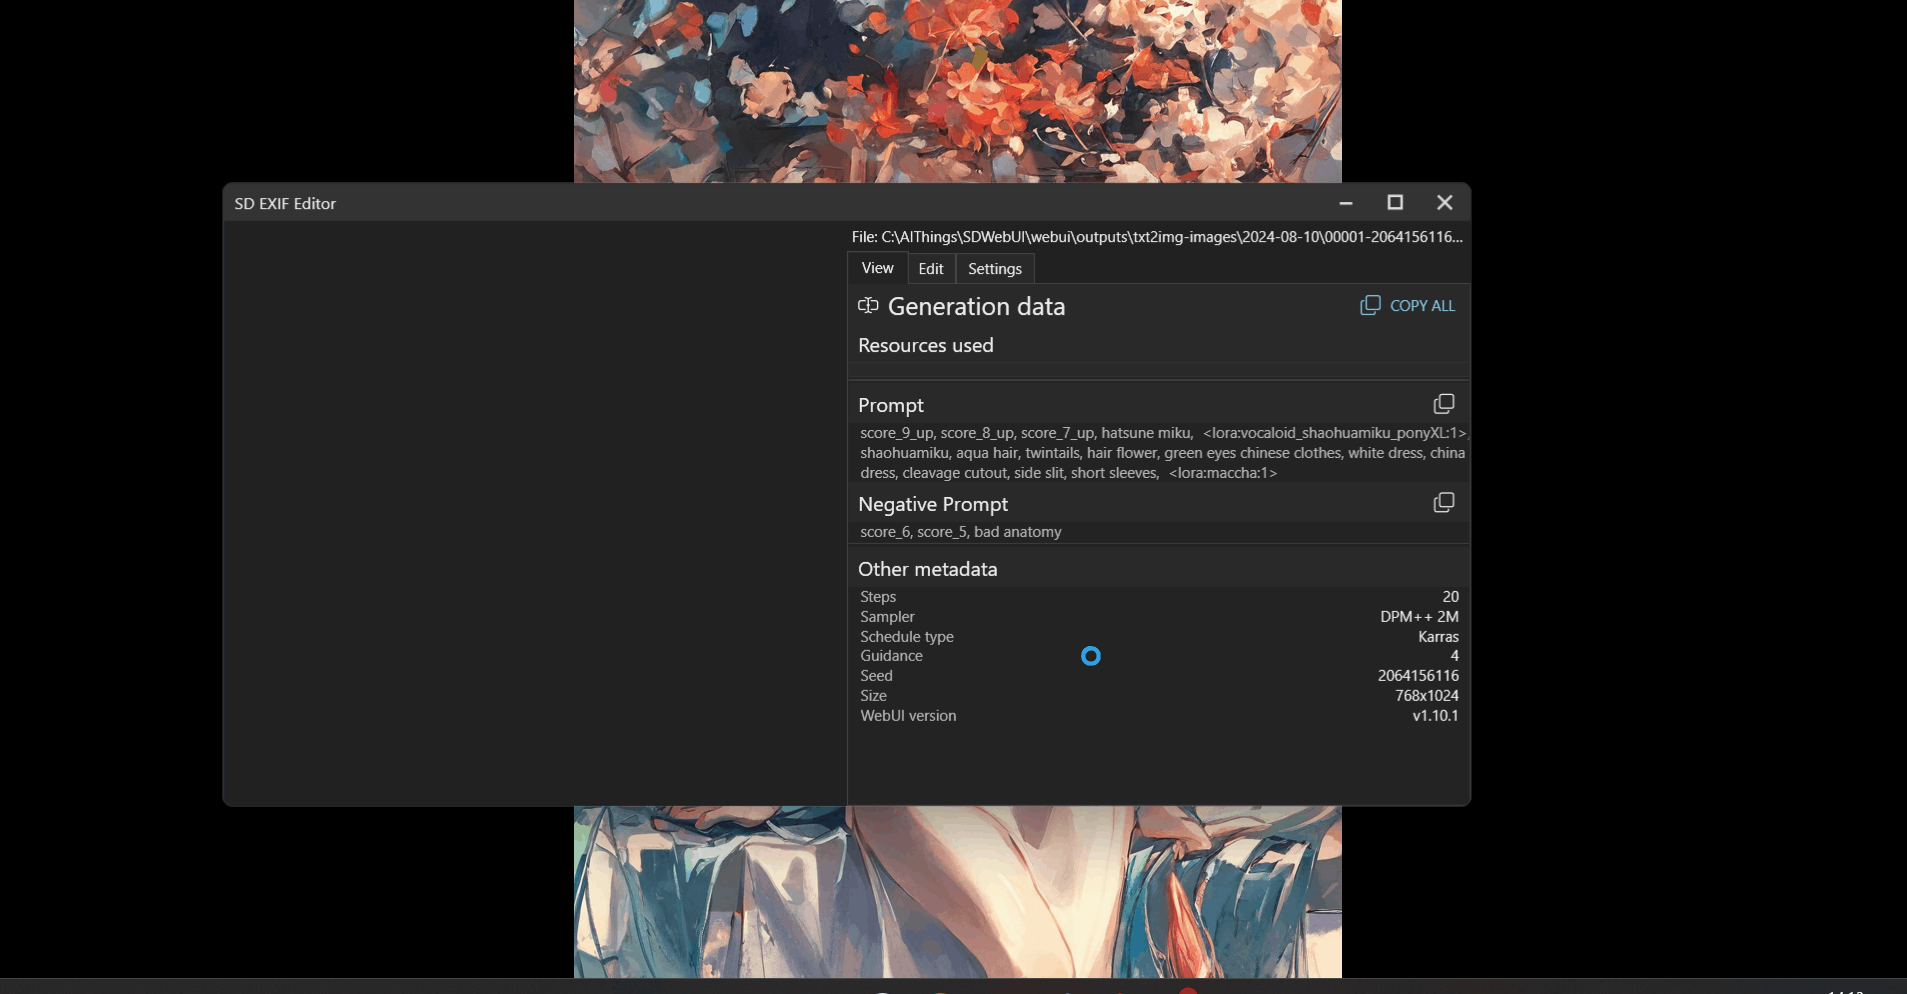 SD EXIF Editor
File: C:\AIThings\SDWebUI\webui\outputs\txt2img-images\2024-08-10\00001-2064156116...
View Edit Settings
Generation data COPY ALL
Resources used
Prompt
score_9_up, score_8_up, score_7_up, hatsune miku, <lora:vocaloid_shaohuamiku_ponyXL:1>,
shaohuamiku, aqua hair, twintails, hair flower, green eyes chinese clothes, white dress, china
dress, cleavage cutout, side slit, short sleeves, <lora:maccha:1>
Negative Prompt
score_6, score_5, bad anatomy
Other metadata
Steps 20
Sampler DPM++ 2M
Schedule type Karras
Guidance 4
Seed 2064156116
Size 768x1024
WebUI version v1.10.1